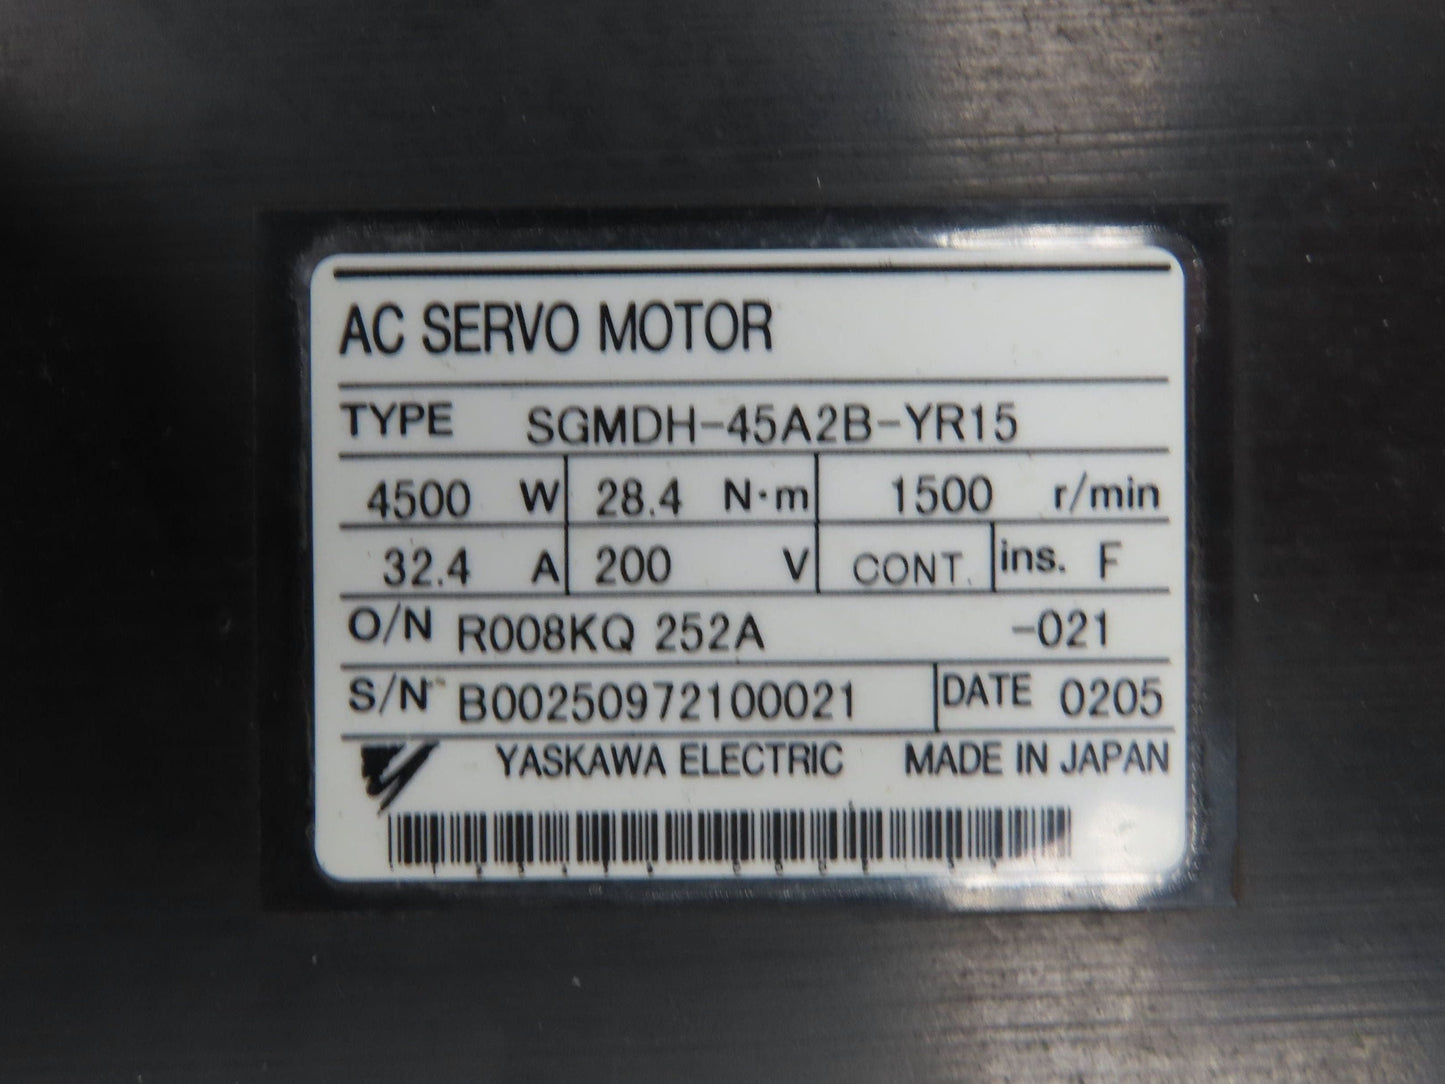 AC SERVO MOTOR
TYPE SGMDH-45A2B-YR15
4500 W 28.4 N·m 1500 r/min
32.4 A 200 V CONT. ins. F
O/N R008KQ 252A -021
S/N B00250972100021 DATE 0205
YASKAWA ELECTRIC MADE IN JAPAN